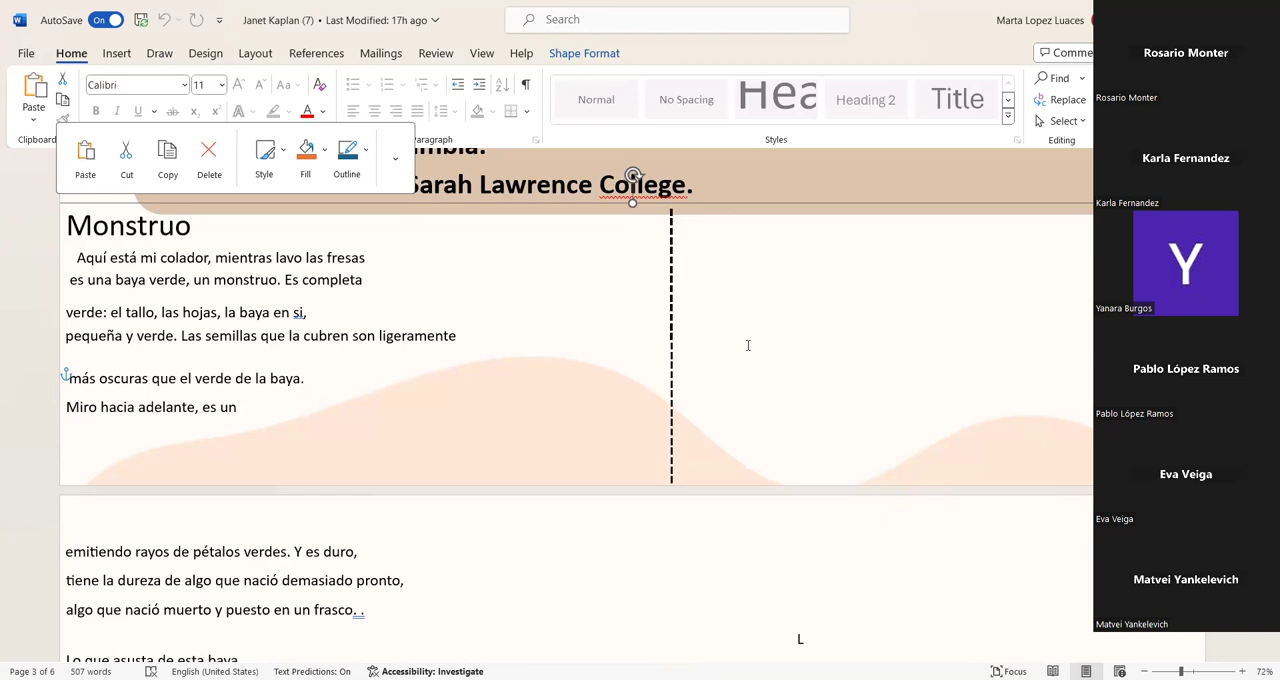 AutoSave On Janet Kaplan (7) • Last Modified: 17h ago Search Marta Lopez Luaces
File Home Insert Draw Design Layout References Mailings Review View Help Shape Format Comme
Paste Calibri 11 Aa Normal No Spacing Hea Heading 2 Title Find
Replace
Select
Clipboard Paragraph Styles Editing
Paste Cut Copy Delete Style Fill Outline
Sarah Lawrence College.
Monstruo
Aquí está mi colador, mientras lavo las fresas
es una baya verde, un monstruo. Es completa
verde: el tallo, las hojas, la baya en si,
pequeña y verde. Las semillas que la cubren son ligeramente
más oscuras que el verde de la baya.
Miro hacia adelante, es un
emitiendo rayos de pétalos verdes. Y es duro,
tiene la dureza de algo que nació demasiado pronto,
algo que nació muerto y puesto en un frasco. .
L
Lo que asusta de esta baya
Page 3 of 6 507 words English (United States) Text Predictions: On Accessibility: Investigate Focus 72%
Rosario Monter
Rosario Monter
Karla Fernandez
Karla Fernandez
Y
Yanara Burgos
Pablo López Ramos
Pablo López Ramos
Eva Veiga
Eva Veiga
Matvei Yankelevich
Matvei Yankelevich